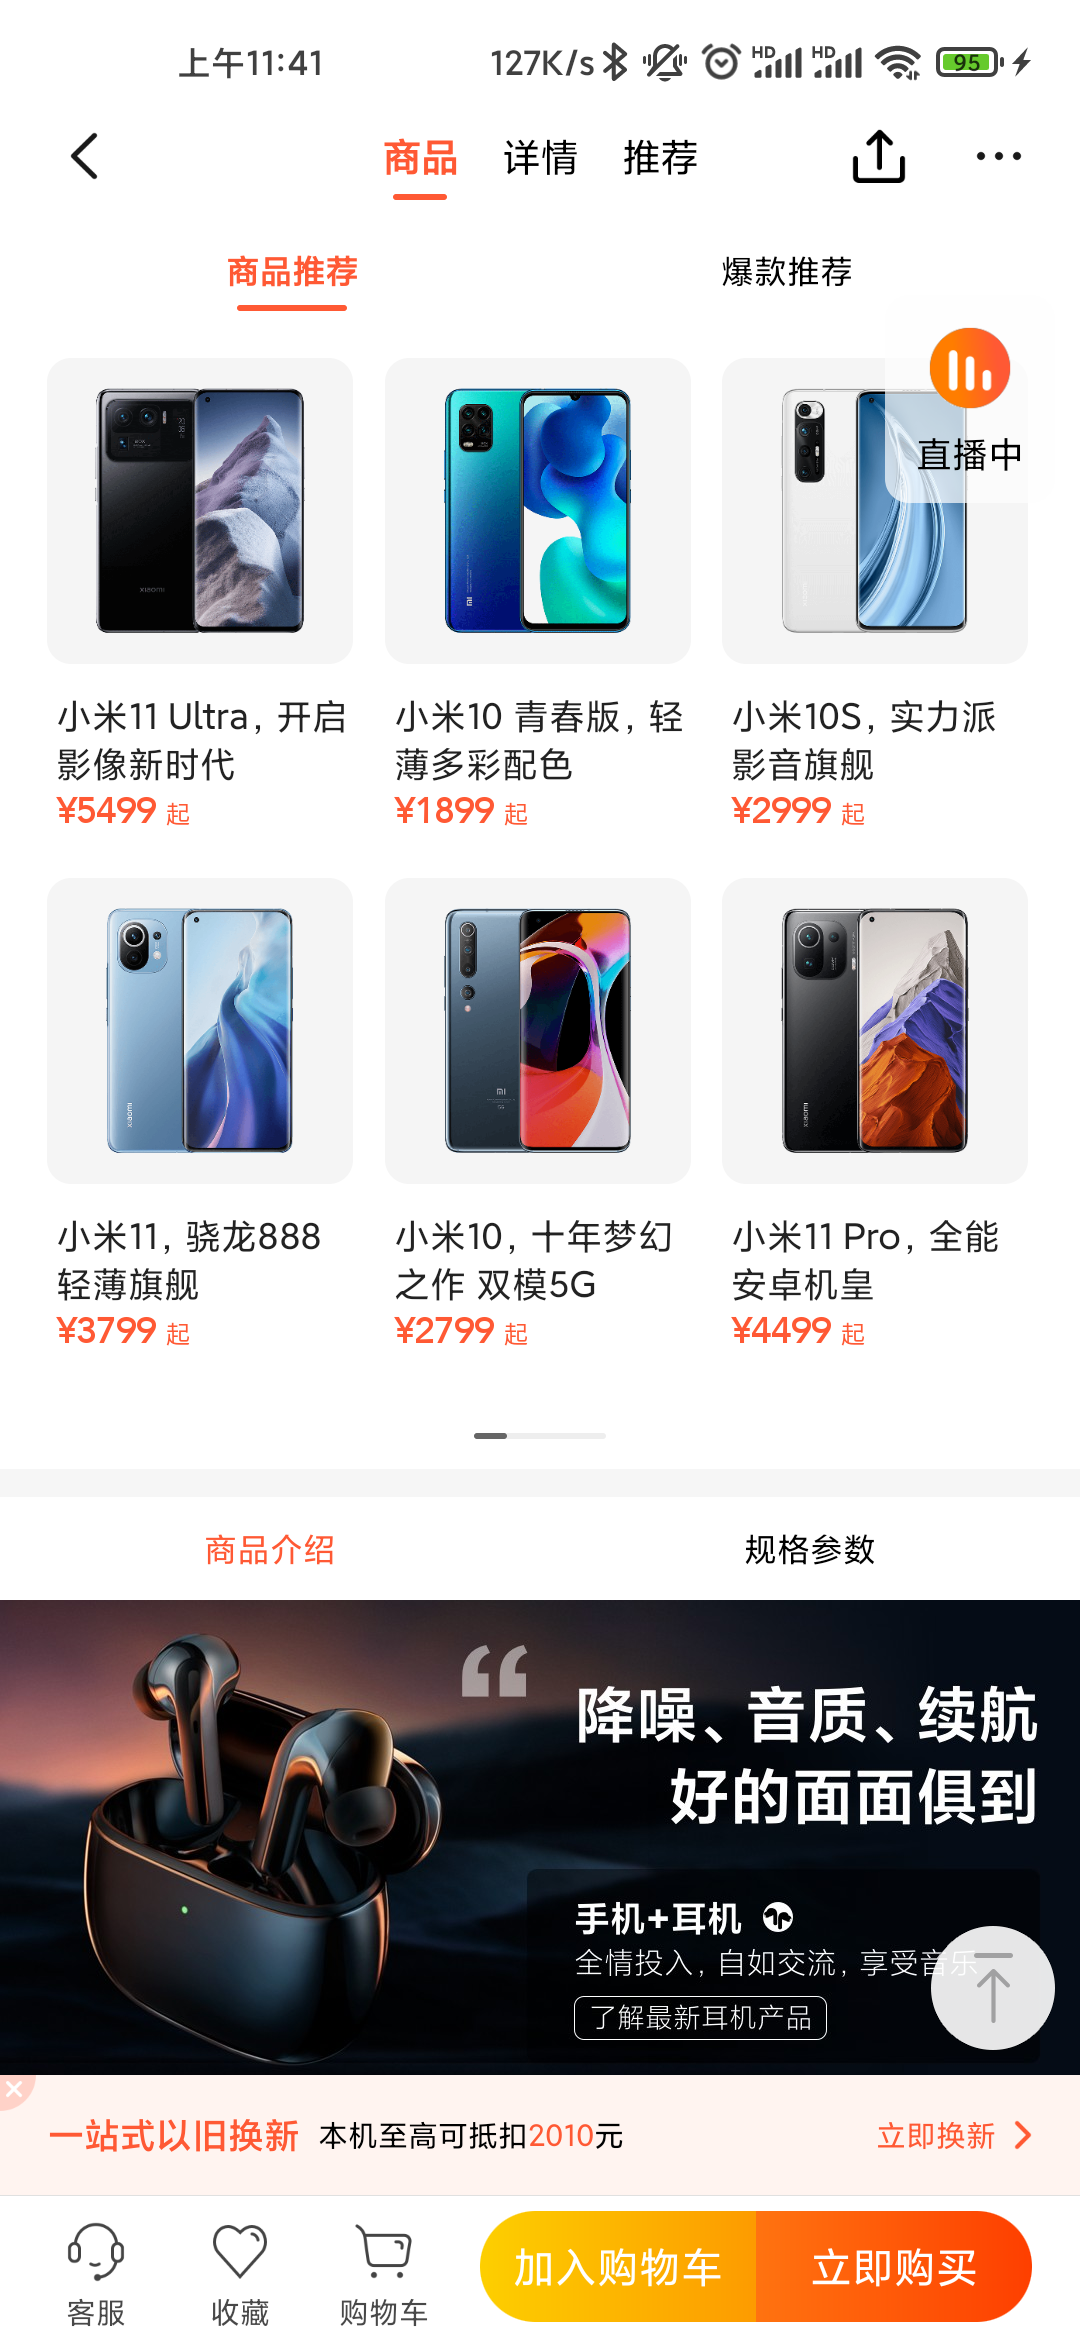 上午11:41
127K/s
HD
HD
95
商品
详情
推荐
商品推荐
爆款推荐
直播中
小米11 Ultra，开启
影像新时代
¥5499 起
小米10 青春版，轻
薄多彩配色
¥1899 起
小米10S，实力派
影音旗舰
¥2999 起
小米11，骁龙888
轻薄旗舰
¥3799 起
小米10，十年梦幻
之作 双模5G
¥2799 起
小米11 Pro，全能
安卓机皇
¥4499 起
商品介绍
规格参数
降噪、音质、续航
好的面面俱到
手机+耳机
全情投入，自如交流，享受音乐
了解最新耳机产品
一站式以旧换新 本机至高可抵扣2010元
立即换新
客服
收藏
购物车
加入购物车
立即购买